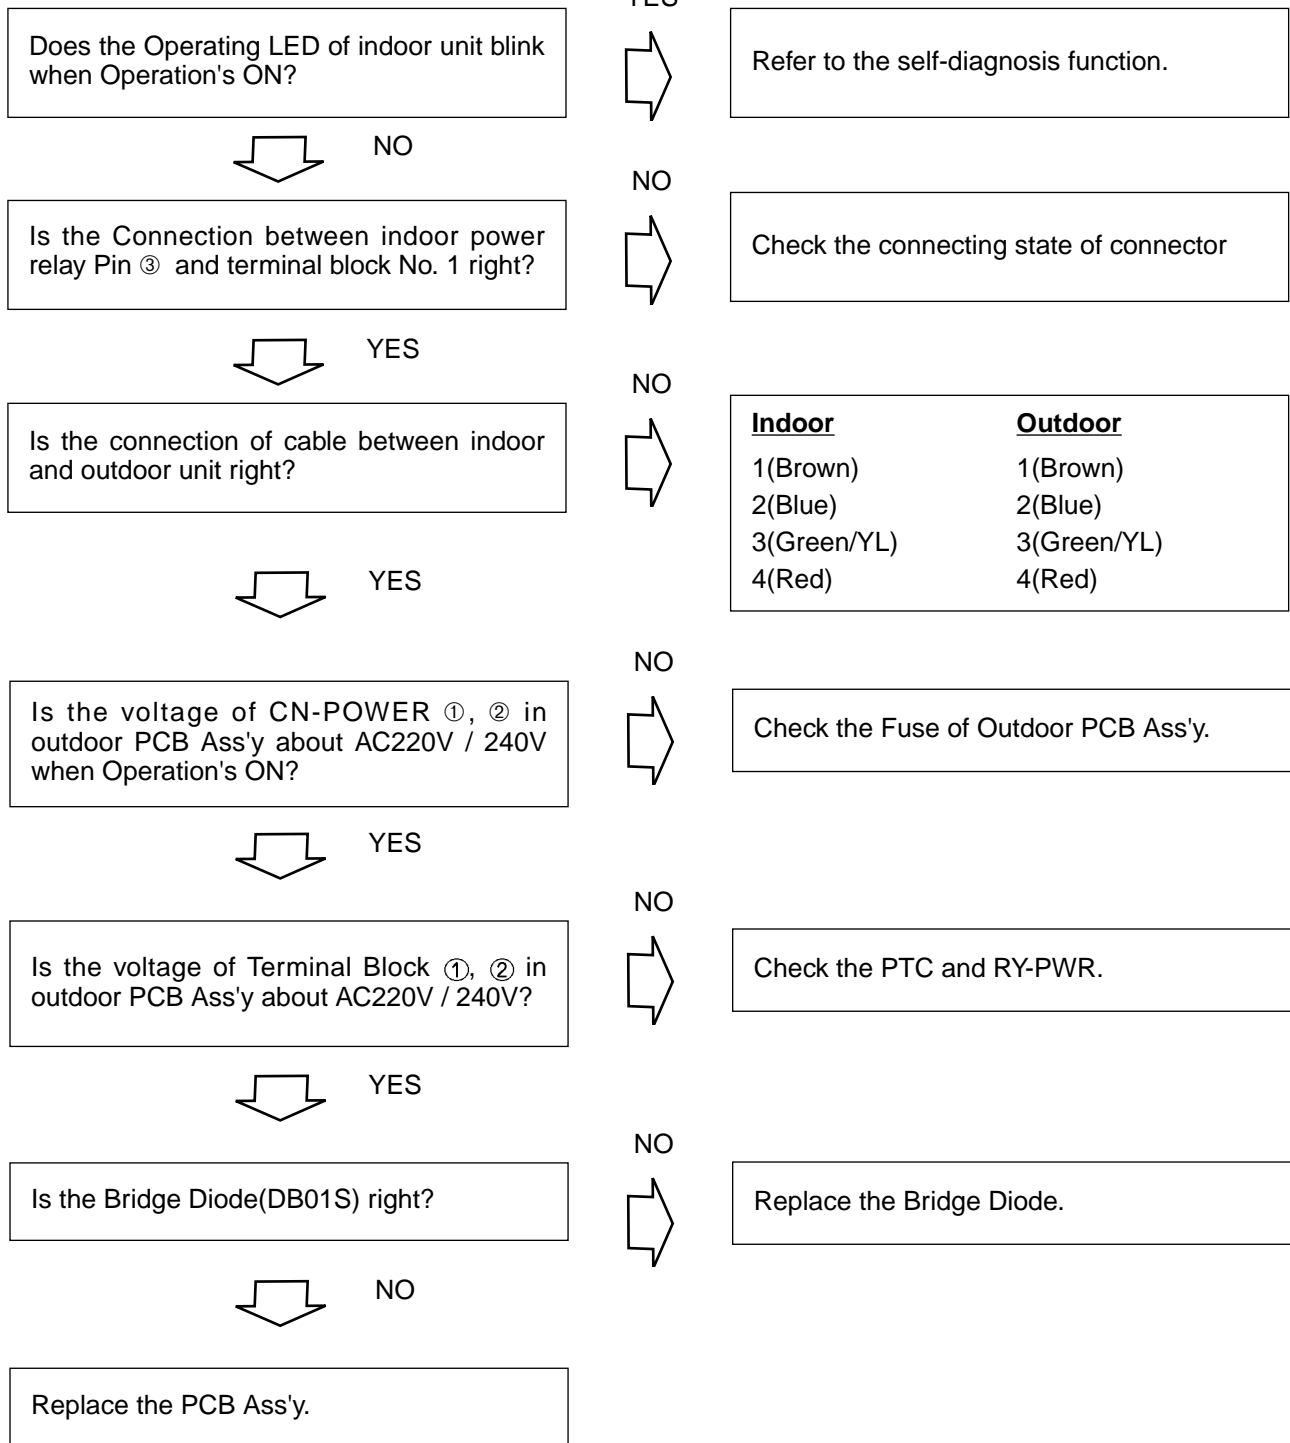 YES
Does the Operating LED of indoor unit blink
when Operation's ON?
Refer to the self-diagnosis function.
NO
NO
Is the Connection between indoor power
relay Pin ③ and terminal block No. 1 right?
Check the connecting state of connector
YES
NO
Is the connection of cable between indoor
and outdoor unit right?
Indoor Outdoor
1(Brown) 1(Brown)
2(Blue) 2(Blue)
3(Green/YL) 3(Green/YL)
4(Red) 4(Red)
YES
NO
Is the voltage of CN-POWER ①, ② in
outdoor PCB Ass'y about AC220V / 240V
when Operation's ON?
Check the Fuse of Outdoor PCB Ass'y.
YES
NO
Is the voltage of Terminal Block ①, ② in
outdoor PCB Ass'y about AC220V / 240V?
Check the PTC and RY-PWR.
YES
NO
Is the Bridge Diode(DB01S) right?
Replace the Bridge Diode.
NO
Replace the PCB Ass'y.